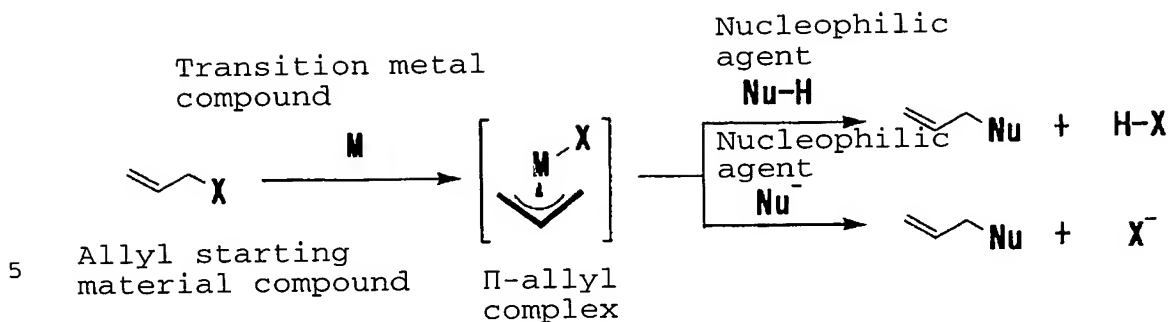 Nucleophilic
agent
Transition metal
compound
Nu-H
M
X
M
X
Nu + H-X
Nucleophilic
agent
Nu⁻
Nu + X⁻
5
Allyl starting
material compound
Π-allyl
complex